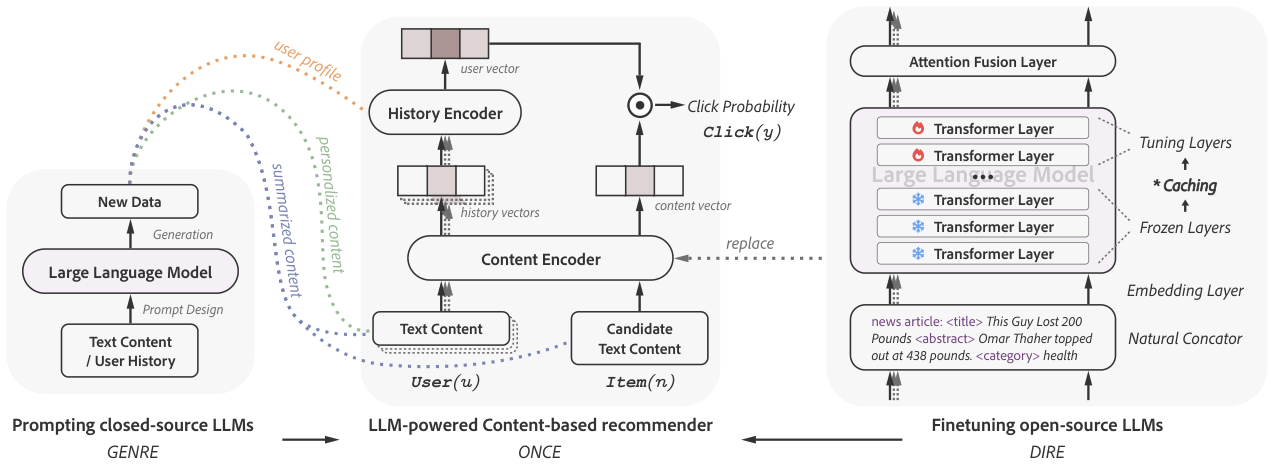 New Data
Generation
Large Language Model
Prompt Design
Text Content
/ User History
Prompting closed-source LLMs
GENRE
user profile
personalized content
summarized content
user vector
History Encoder
Click Probability
Click(y)
history vectors
content vector
Content Encoder
replace
Text Content
Candidate
Text Content
User(u)
Item(n)
LLM-powered Content-based recommender
ONCE
Attention Fusion Layer
Transformer Layer
Transformer Layer
Large Language Model
•••
Transformer Layer
Transformer Layer
Transformer Layer
Tuning Layers
* Caching
Frozen Layers
Embedding Layer
news article: <title> This Guy Lost 200
Pounds <abstract> Omar Thaher topped
out at 438 pounds. <category> health
Natural Concator
Finetuning open-source LLMs
DIRE